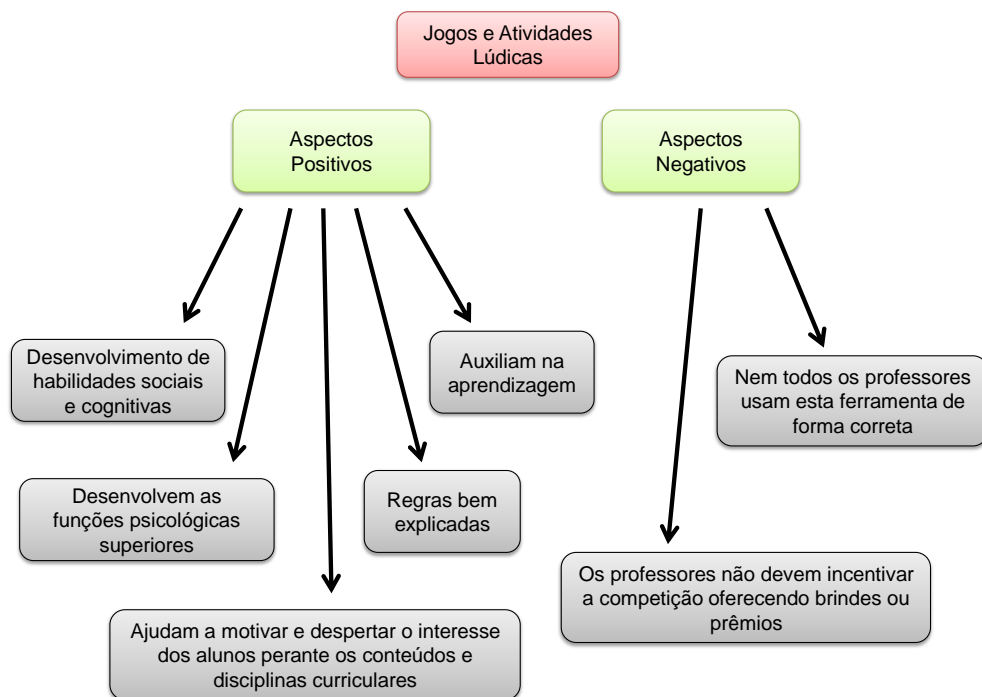 Jogos e Atividades
Lúdicas
Aspectos
Positivos
Aspectos
Negativos
Desenvolvimento de
habilidades sociais
e cognitivas
Auxiliam na
aprendizagem
Nem todos os professores
usam esta ferramenta de
forma correta
Desenvolvem as
funções psicológicas
superiores
Regras bem
explicadas
Os professores não devem incentivar
a competição oferecendo brindes ou
prêmios
Ajudam a motivar e despertar o interesse
dos alunos perante os conteúdos e
disciplinas curriculares